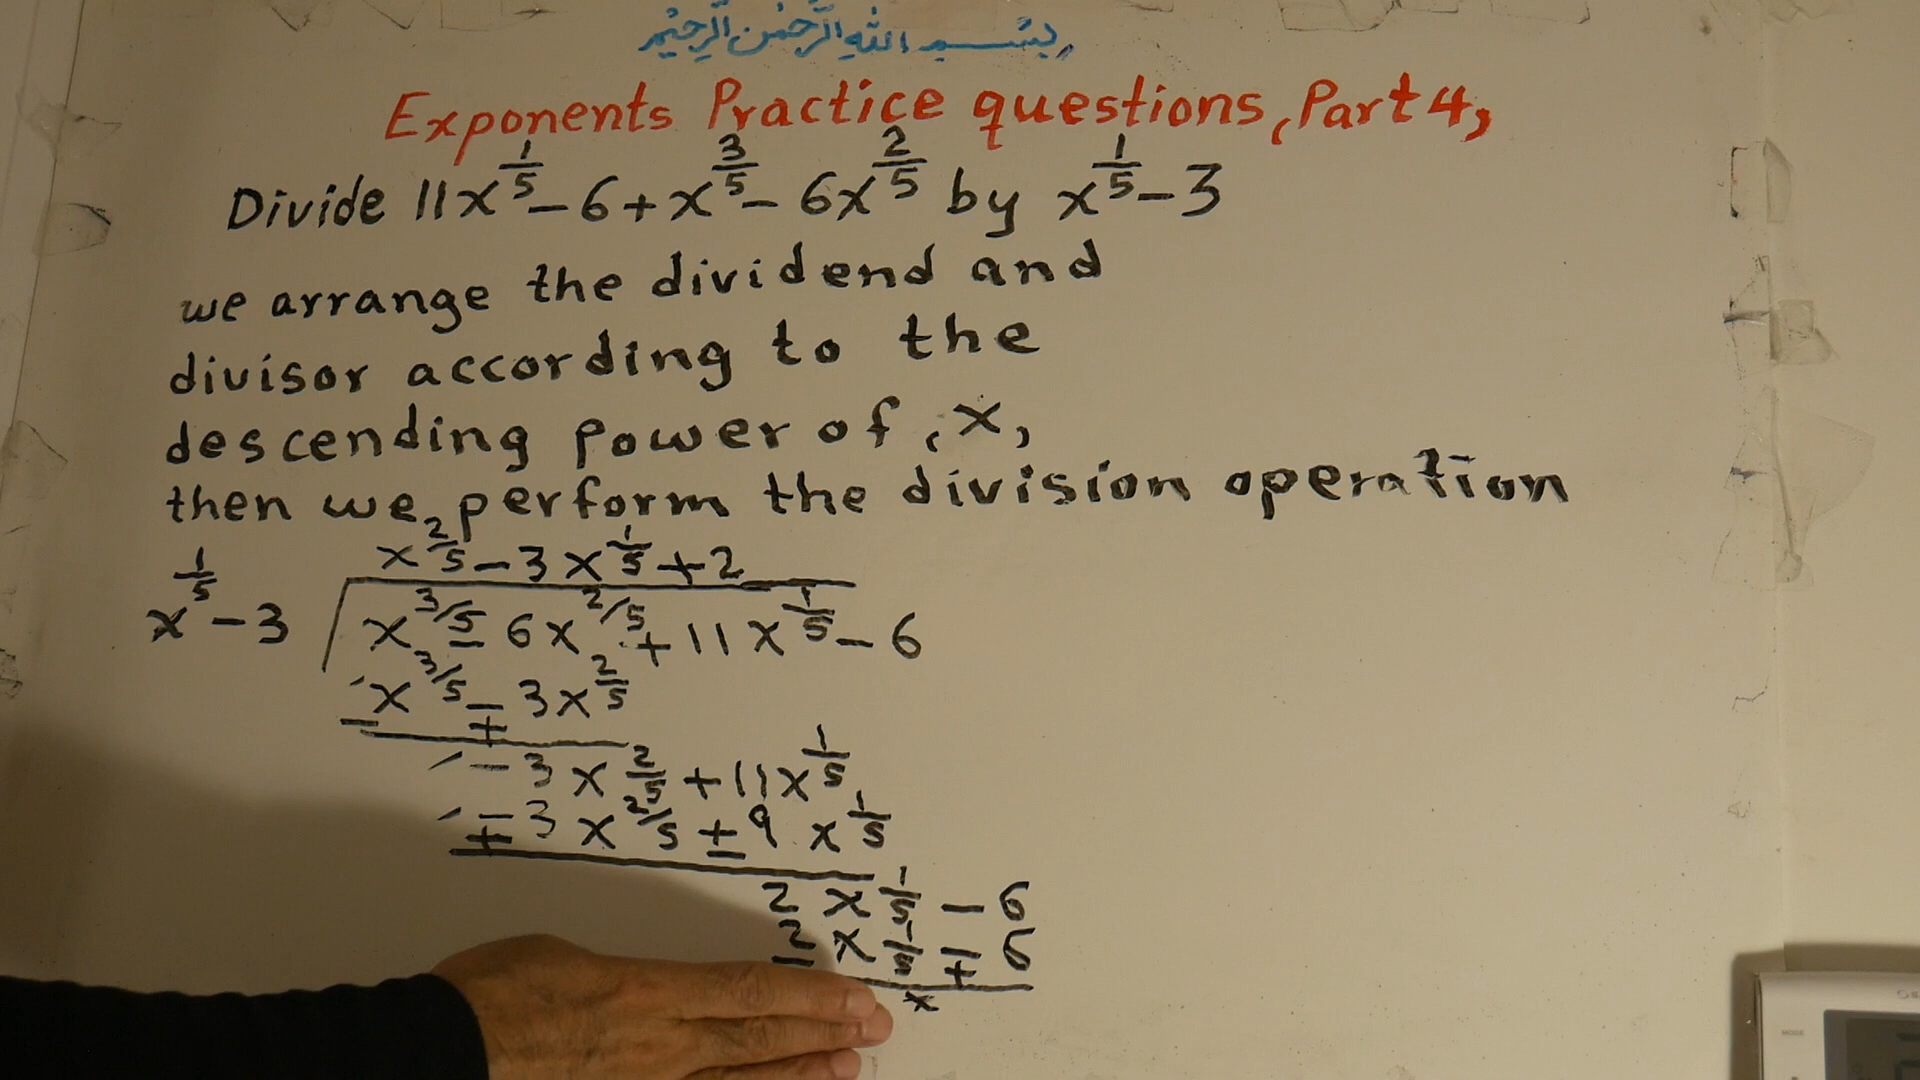 بِسْمِ اللهِ الرَّحْمٰنِ الرَّحِيْمِ
Exponents Practice questions, Part 4,
Divide 11x^(1/5) - 6 + x^(3/5) - 6x^(2/5) by x^(1/5) - 3
we arrange the dividend and
divisor according to the
descending power of, x,
then we, perform the division operation
x^(2/5) - 3x^(1/5) + 2
x^(1/5) - 3 x^(3/5) - 6x^(2/5) + 11x^(1/5) - 6
x^(3/5) - 3x^(2/5)
- +
- 3x^(2/5) + 11x^(1/5)
- 3x^(2/5) + 9x^(1/5)
+ -
2x^(1/5) - 6
2x^(1/5) - 6
- +
x
MODE